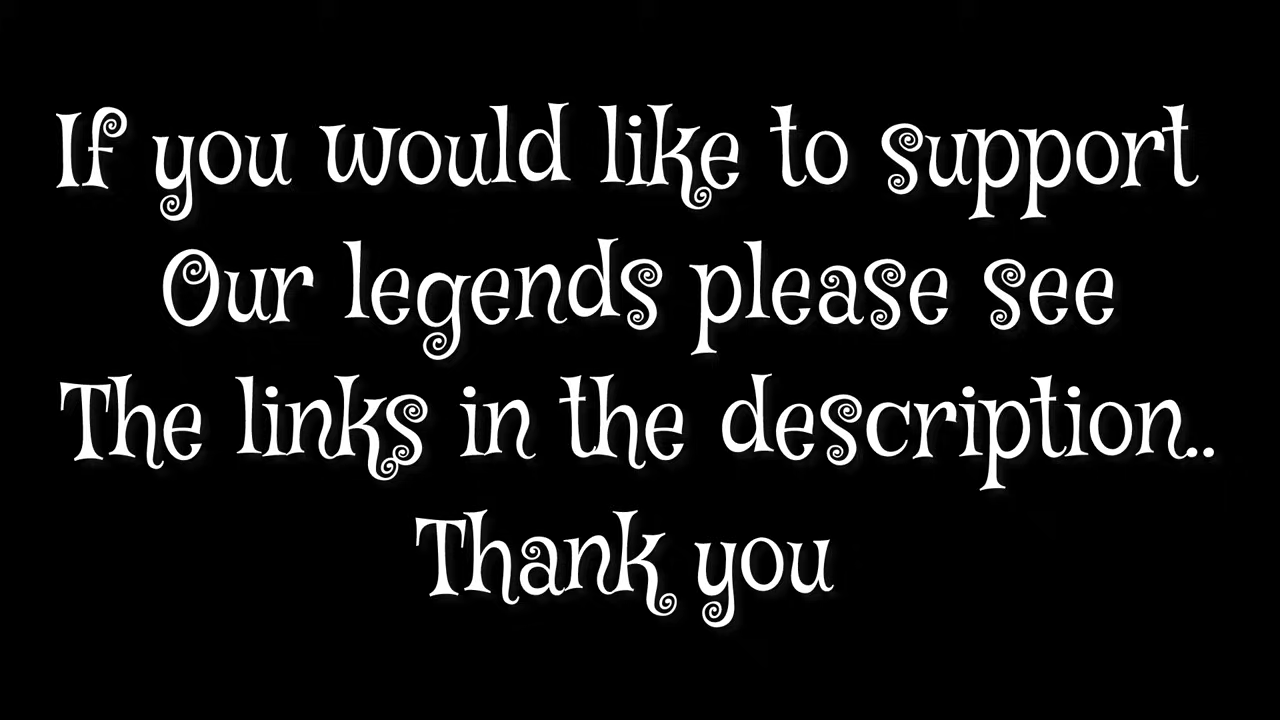 If you would like to support
Our legends please see
The links in the description..
Thank you